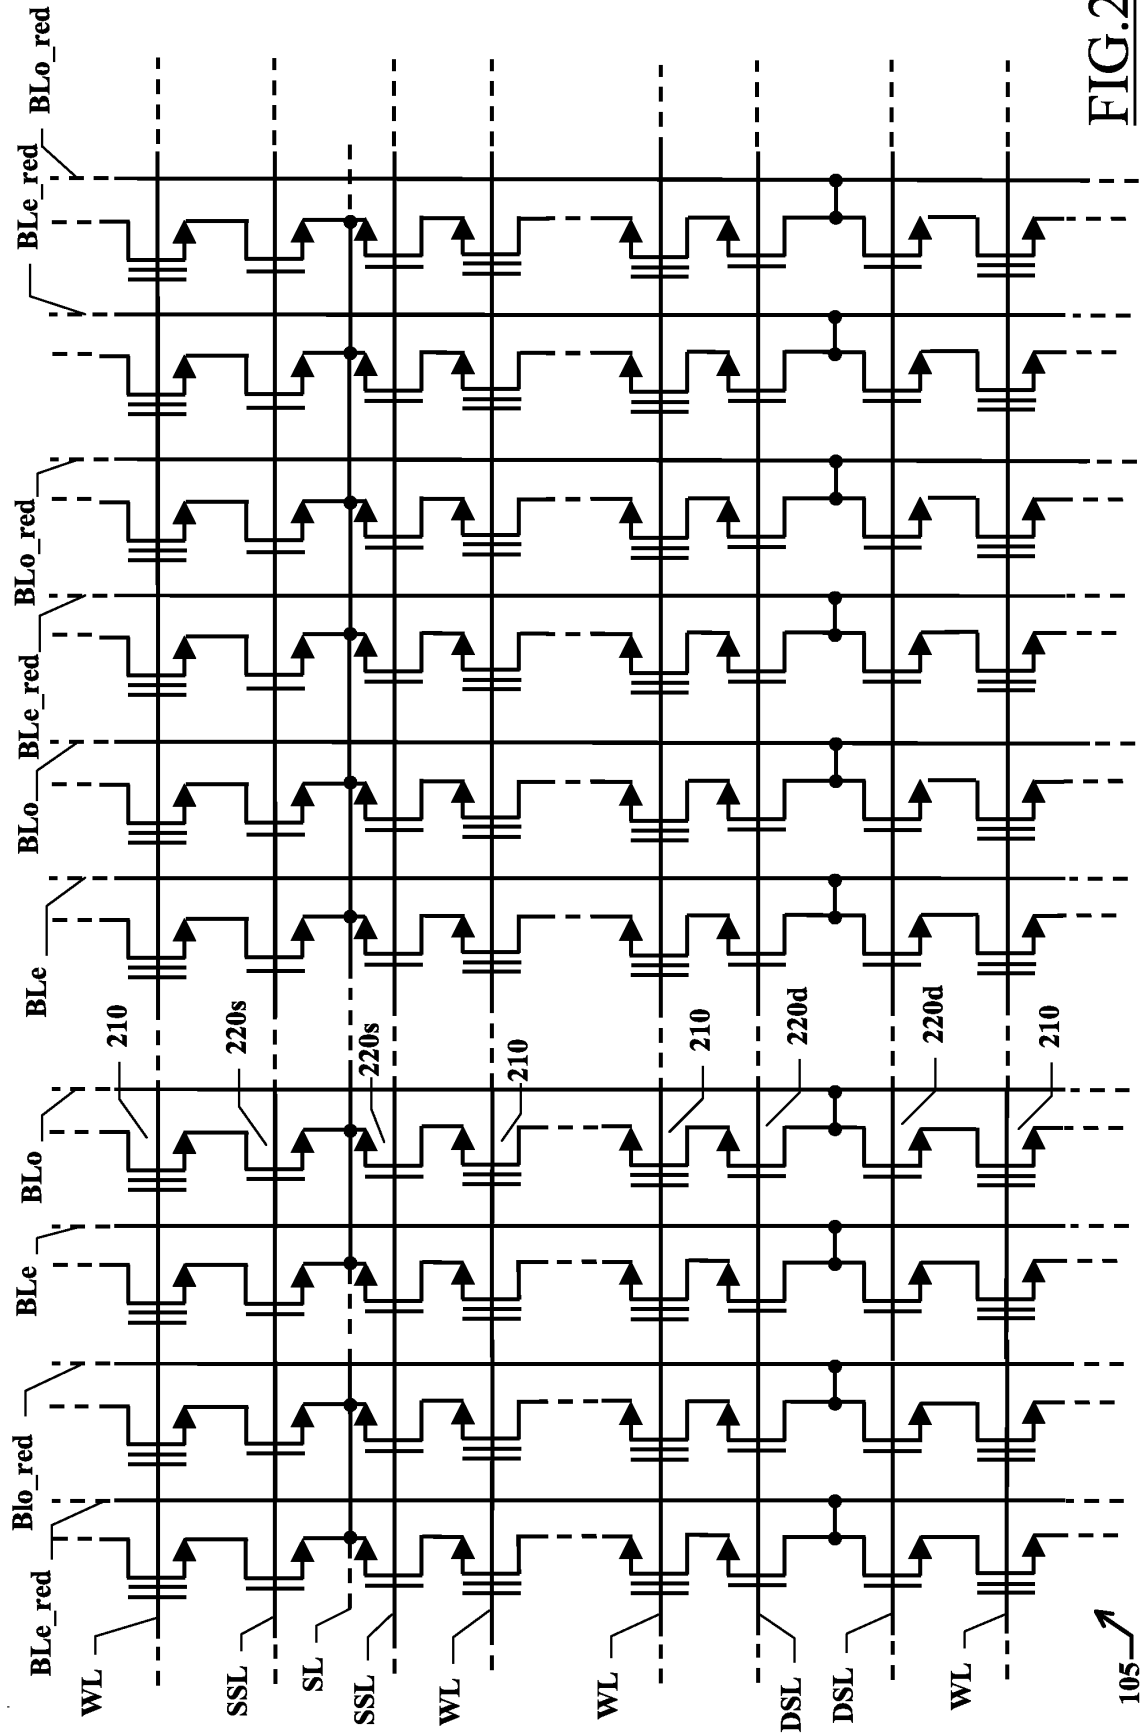 BLe_red
Blo_red
BLe
BLo
BLe
BLo
BLe_red
BLo_red
BLe_red
BLo_red
WL
210
SSL
220s
SL
SSL
220s
WL
210
WL
210
DSL
220d
DSL
220d
WL
210
105
FIG.2